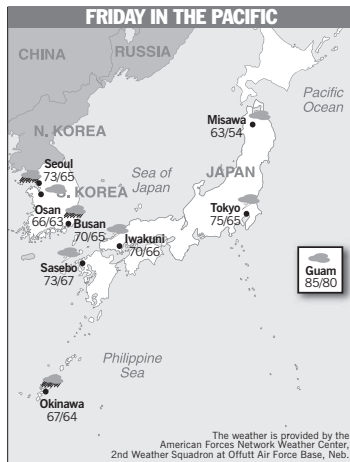 FRIDAY IN THE PACIFIC
CHINA
RUSSIA
Pacific
Ocean
Misawa
63/54
N. KOREA
Seoul
73/65
Sea of
Japan
JAPAN
S. KOREA
Osan
66/63
Busan
70/65
Tokyo
75/65
Iwakuni
70/66
Sasebo
73/67
Guam
85/80
Philippine
Sea
Okinawa
67/64
The weather is provided by the
American Forces Network Weather Center,
2nd Weather Squadron at Offutt Air Force Base, Neb.